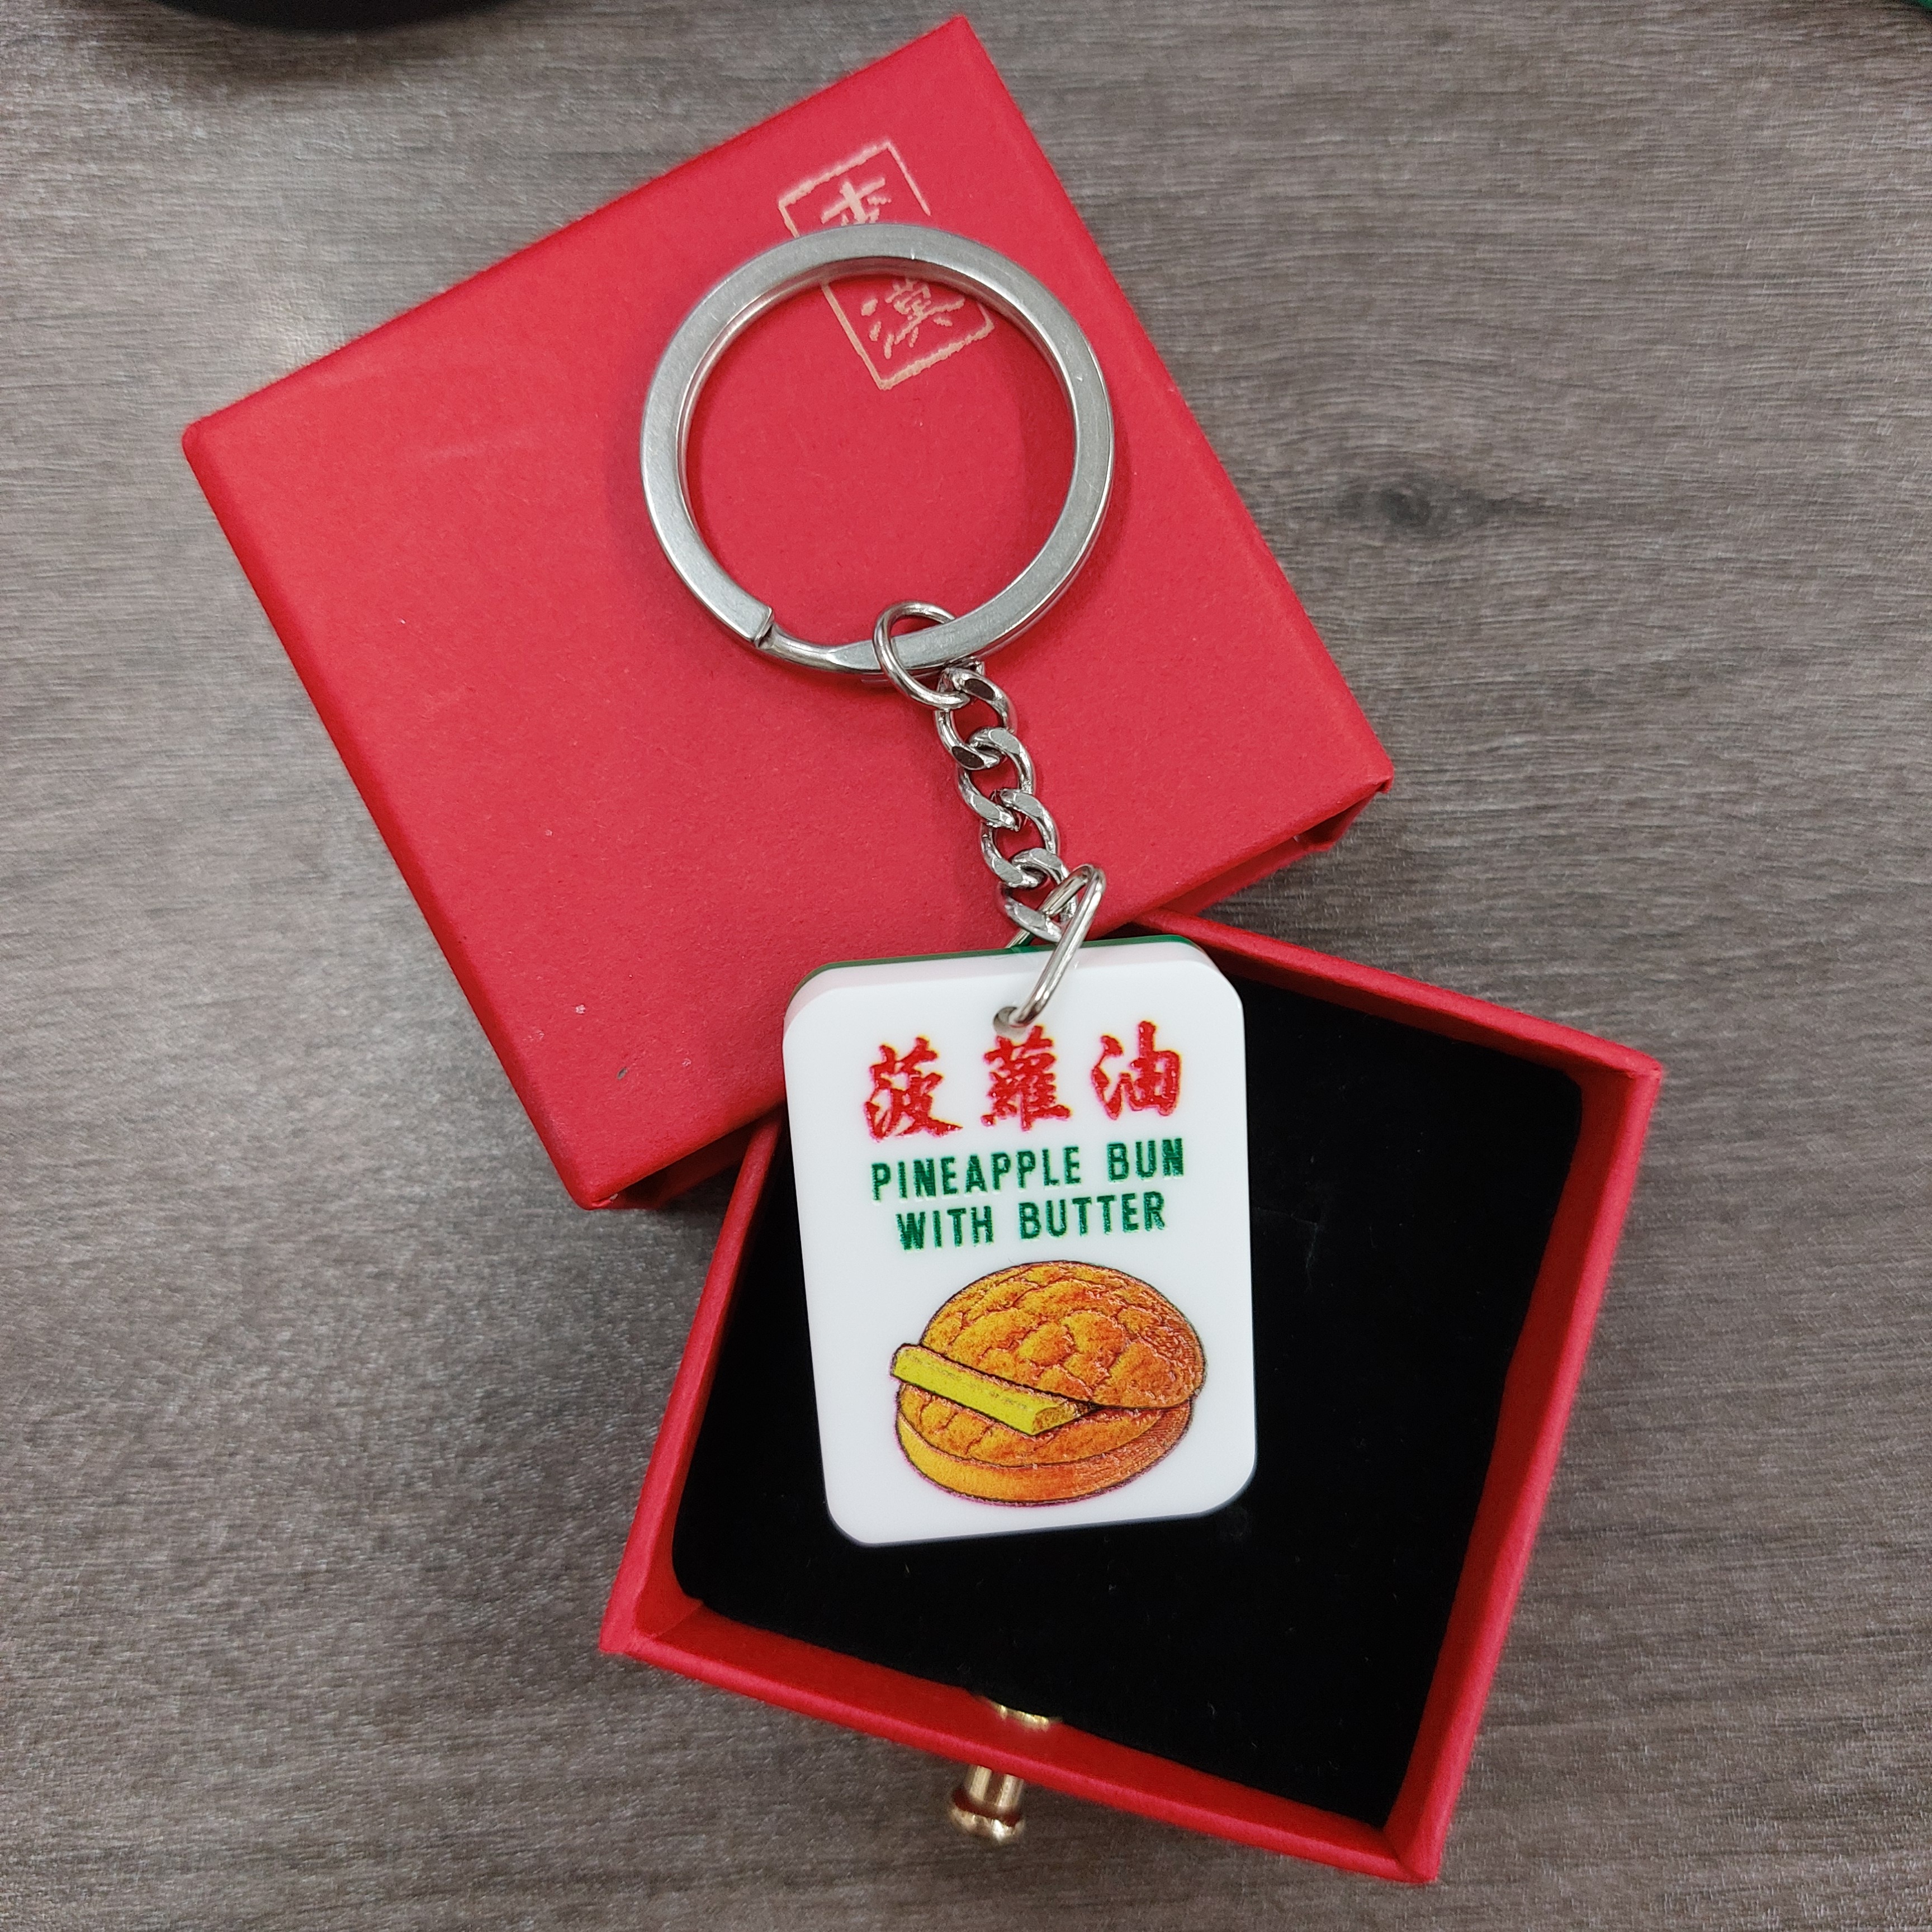 菠蘿油
PINEAPPLE BUN
WITH BUTTER